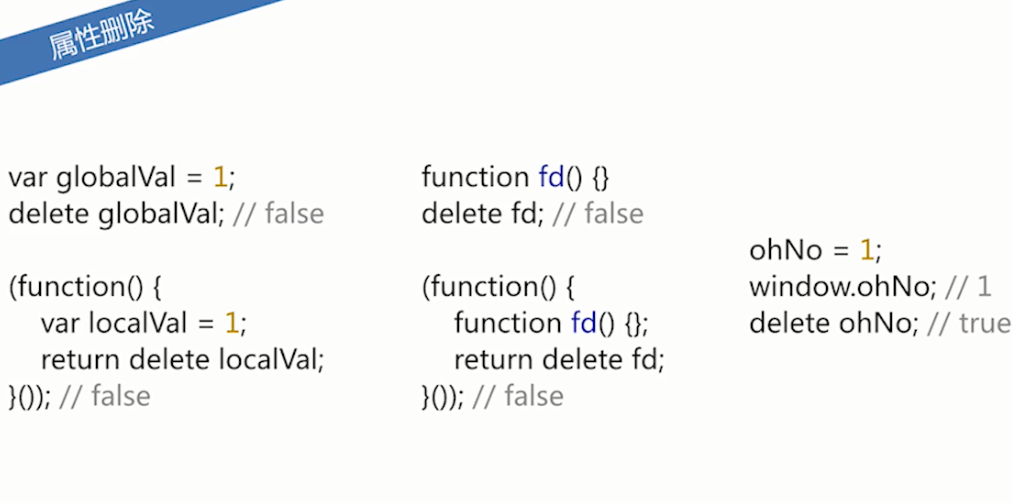 属性删除
var globalVal = 1;
delete globalVal; // false
(function() {
    var localVal = 1;
    return delete localVal;
}()); // false
function fd() {}
delete fd; // false
(function() {
    function fd() {};
    return delete fd;
}()); // false
ohNo = 1;
window.ohNo; // 1
delete ohNo; // true